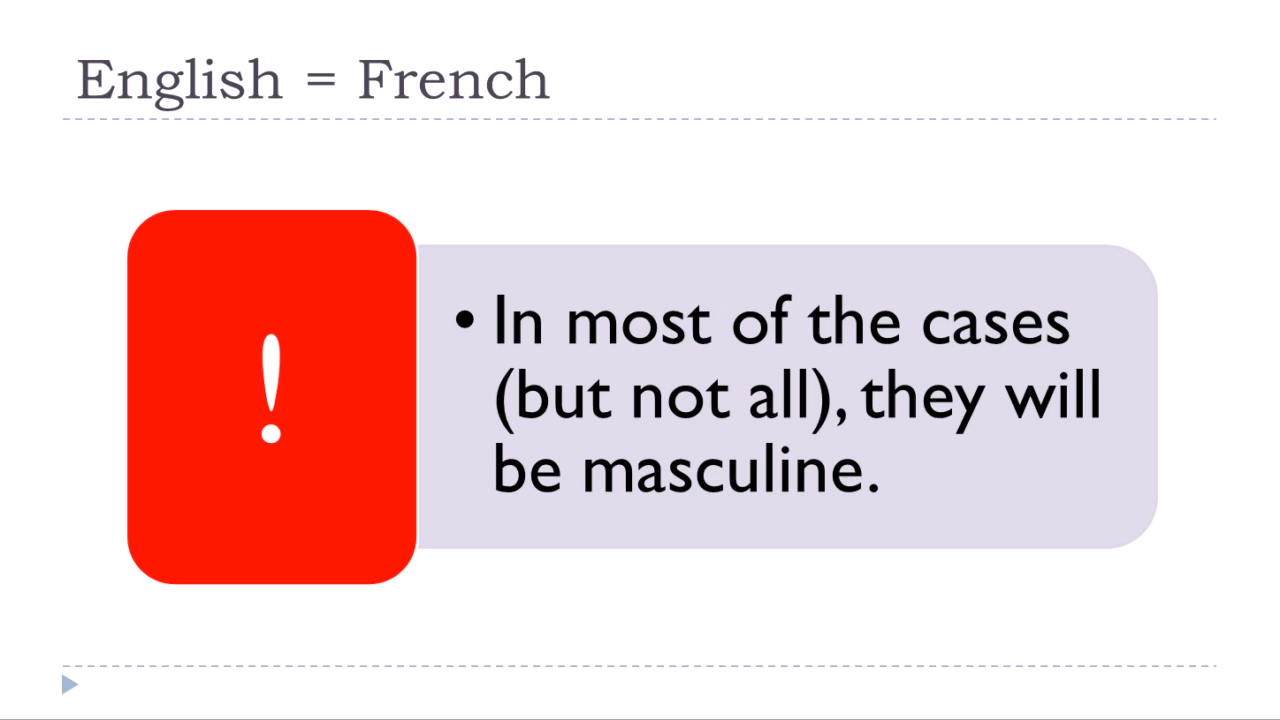 English = French
!
• In most of the cases
(but not all), they will
be masculine.